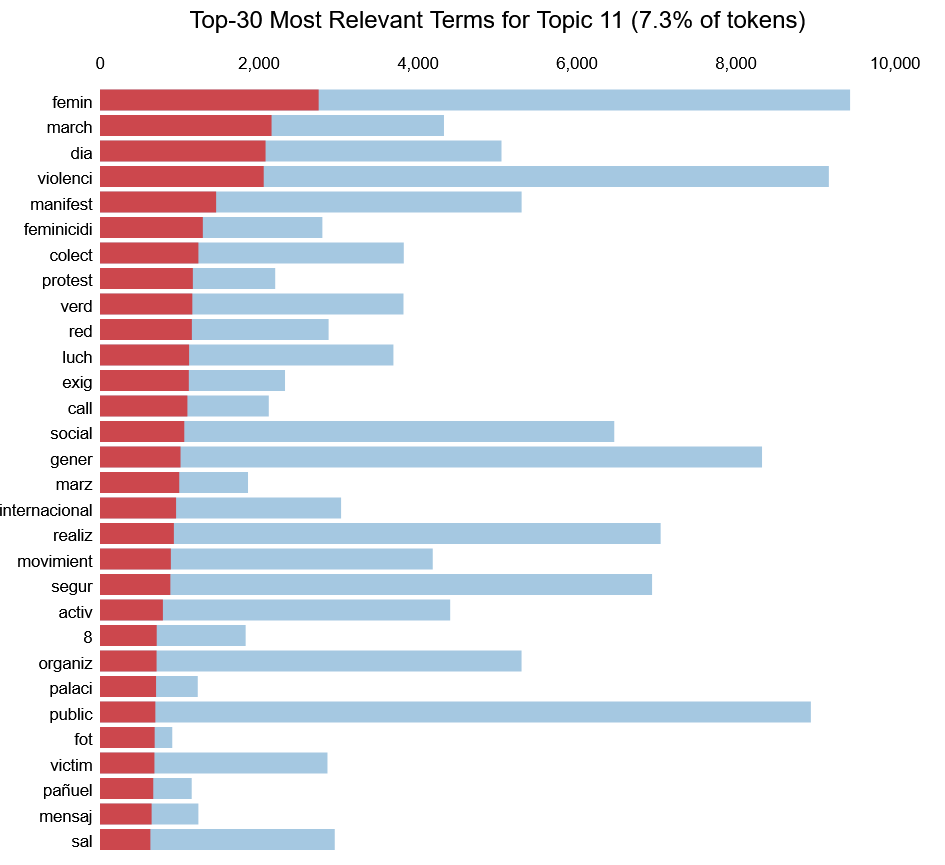 Top-30 Most Relevant Terms for Topic 11 (7.3% of tokens)
0 2,000 4,000 6,000 8,000 10,000
femin
march
dia
violenci
manifest
feminicidi
colect
protest
verd
red
luch
exig
call
social
gener
marz
internacional
realiz
movimient
segur
activ
8
organiz
palaci
public
fot
victim
pañuel
mensaj
sal